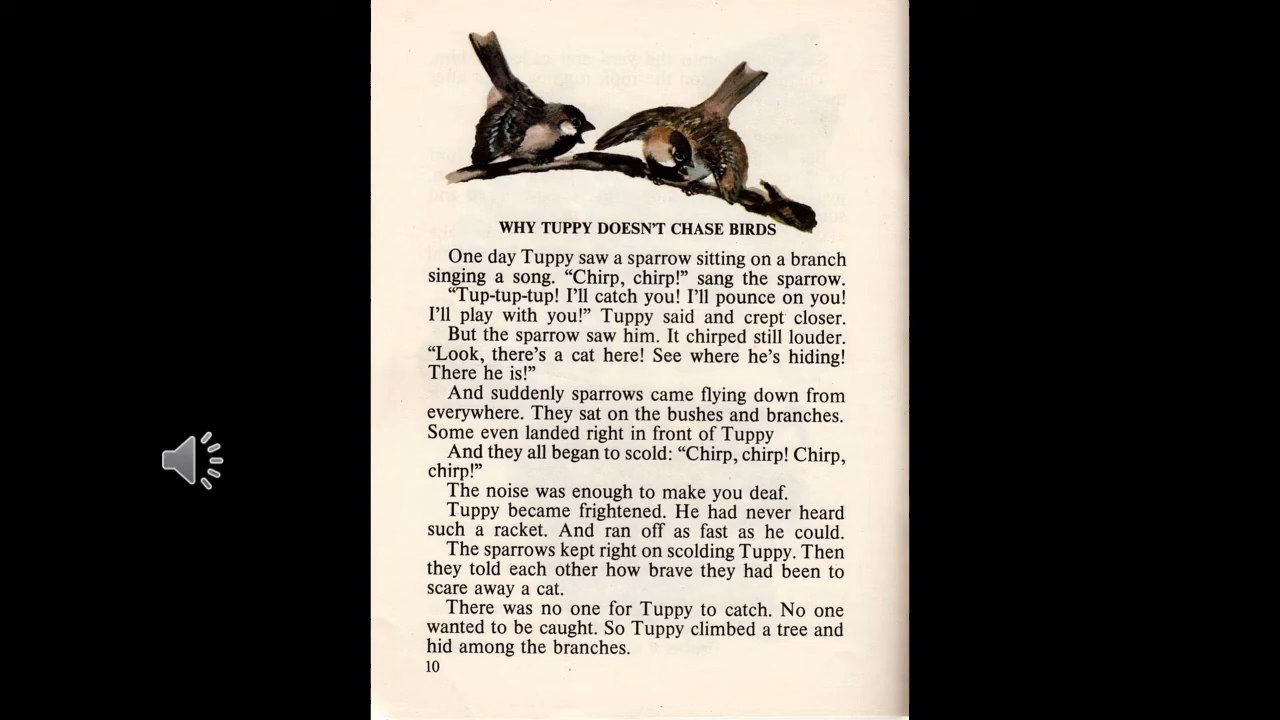 WHY TUPPY DOESN'T CHASE BIRDS
One day Tuppy saw a sparrow sitting on a branch
singing a song. “Chirp, chirp!” sang the sparrow.
“Tup-tup-tup! I’ll catch you! I’ll pounce on you!
I’ll play with you!” Tuppy said and crept closer.
But the sparrow saw him. It chirped still louder.
“Look, there’s a cat here! See where he’s hiding!
There he is!”
And suddenly sparrows came flying down from
everywhere. They sat on the bushes and branches.
Some even landed right in front of Tuppy
And they all began to scold: “Chirp, chirp! Chirp,
chirp!”
The noise was enough to make you deaf.
Tuppy became frightened. He had never heard
such a racket. And ran off as fast as he could.
The sparrows kept right on scolding Tuppy. Then
they told each other how brave they had been to
scare away a cat.
There was no one for Tuppy to catch. No one
wanted to be caught. So Tuppy climbed a tree and
hid among the branches.
10